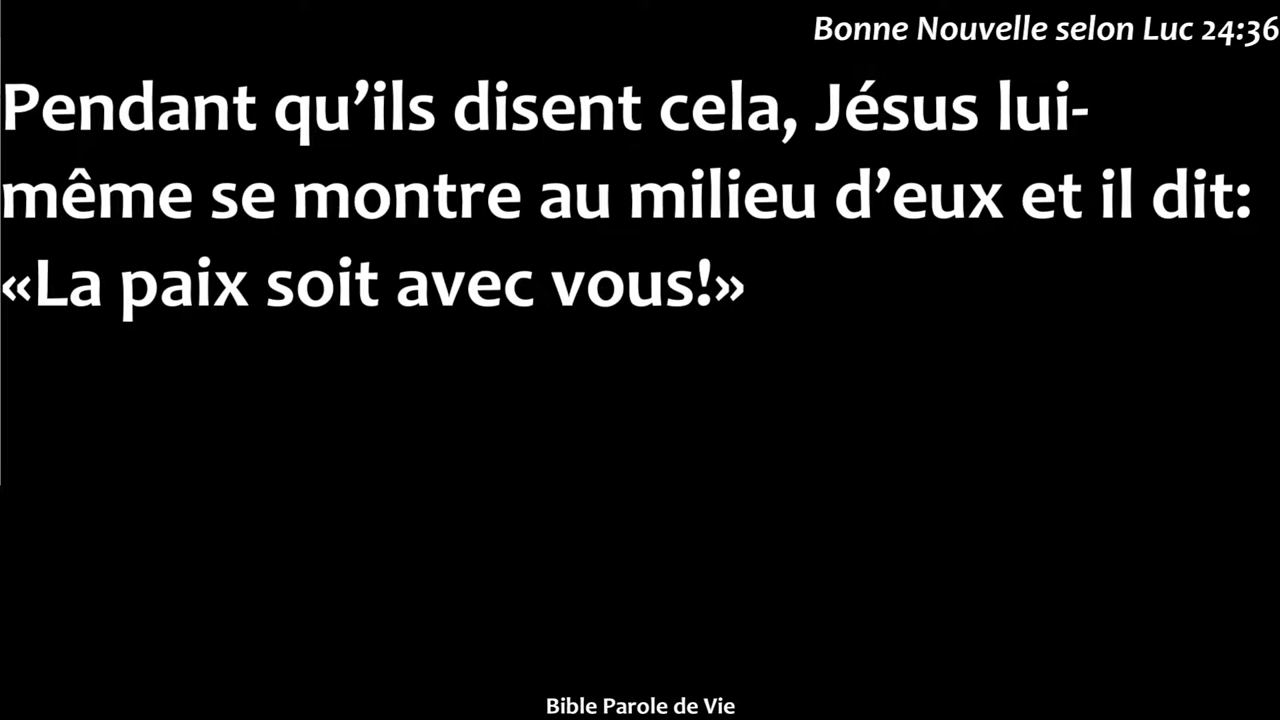 Bonne Nouvelle selon Luc 24:36
Pendant qu’ils disent cela, Jésus lui-
même se montre au milieu d’eux et il dit:
«La paix soit avec vous!»
Bible Parole de Vie